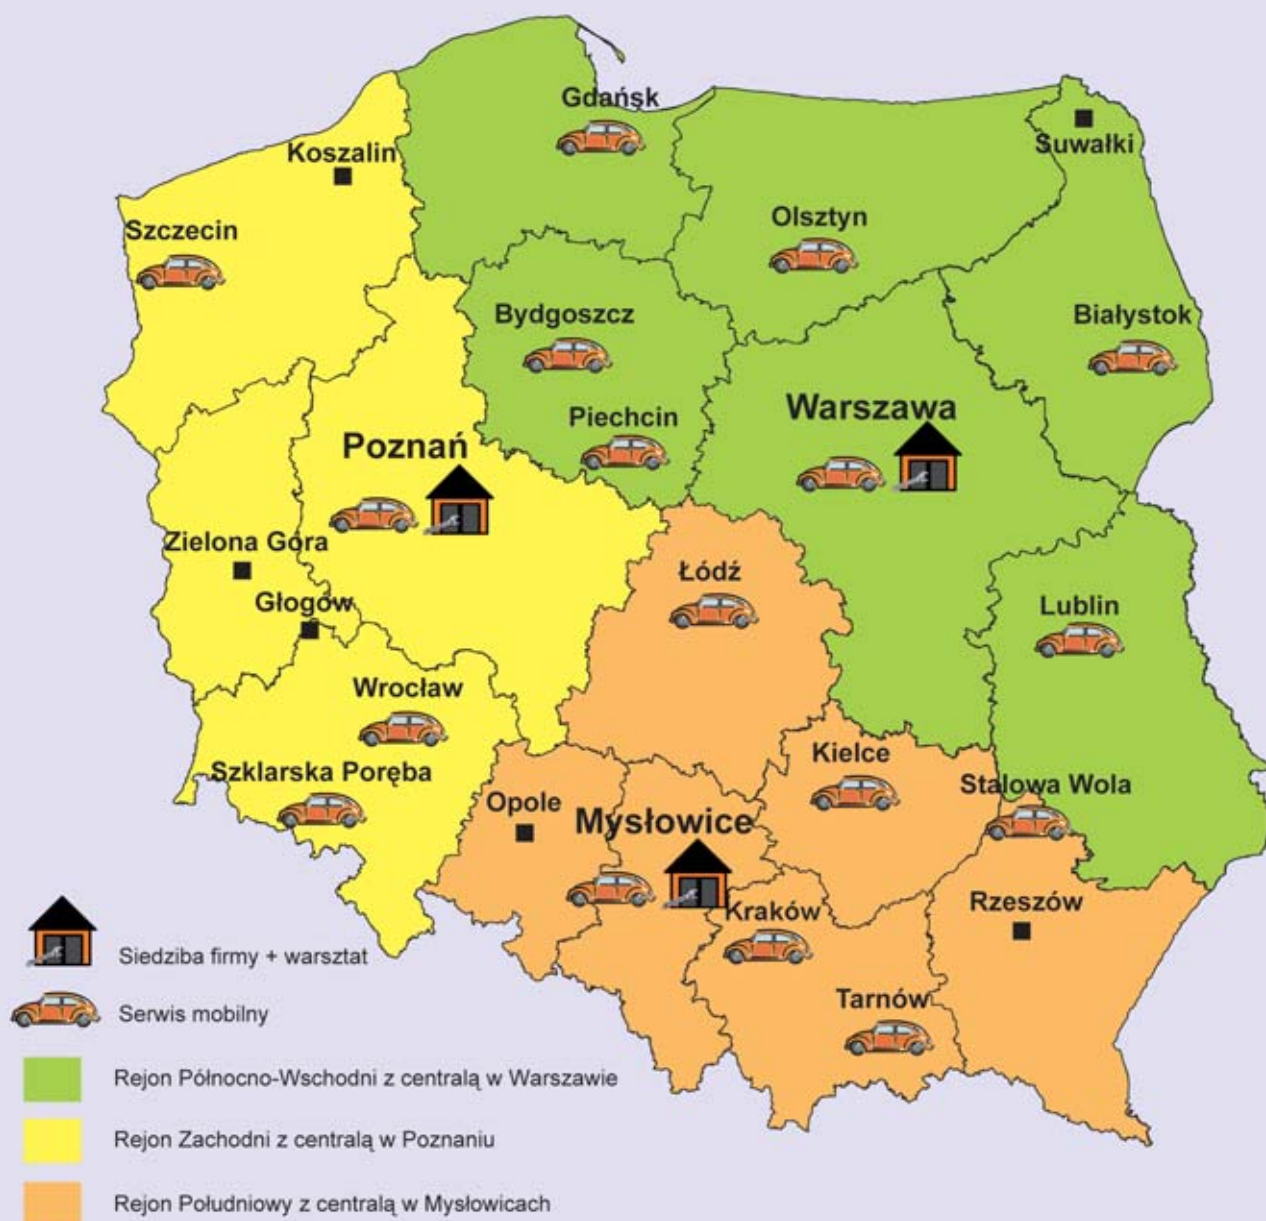 Gdańsk
Koszalin
Suwałki
Szczecin
Olsztyn
Bydgoszcz
Białystok
Piechcin
Warszawa
Poznań
Zielona Góra
Łódź
Głogów
Lublin
Wrocław
Szklarska Poręba
Kielce
Stalowa Wola
Opole
Mysłowice
Rzeszów
Kraków
Tarnów
Siedziba firmy + warsztat
Serwis mobilny
Rejon Północno-Wschodni z centralą w Warszawie
Rejon Zachodni z centralą w Poznaniu
Rejon Południowy z centralą w Mysłowicach